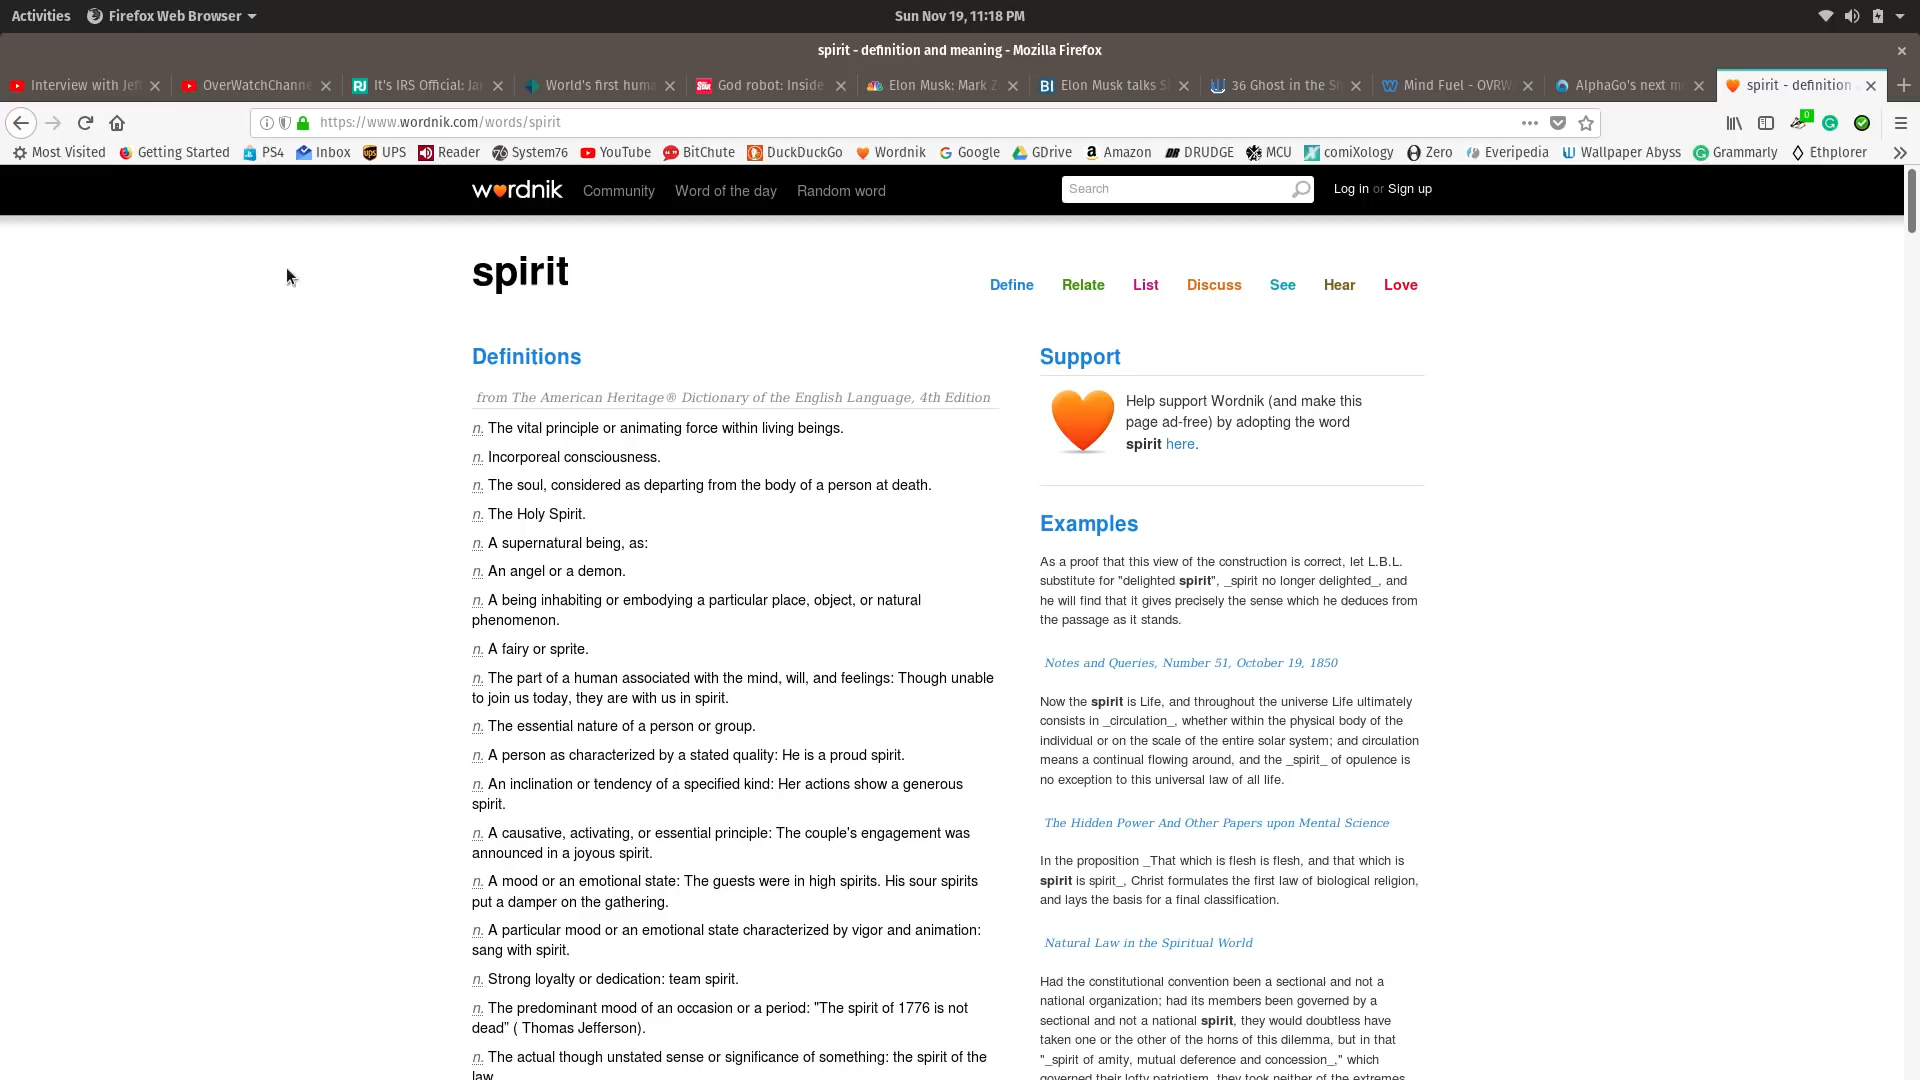 Activities Firefox Web Browser Sun Nov 19, 11:18 PM
spirit - definition and meaning - Mozilla Firefox
Interview with Jef OverWatchChanne It's IRS Official: Jar World's first huma God robot: Inside Elon Musk: Mark Z Elon Musk talks S 36 Ghost in the Sh Mind Fuel - OVRW AlphaGo's next m spirit - definition
https://www.wordnik.com/words/spirit 0
Most Visited Getting Started PS4 Inbox UPS Reader System76 YouTube BitChute DuckDuckGo Wordnik Google GDrive Amazon DRUDGE MCU comiXology Zero Everipedia Wallpaper Abyss Grammarly Ethplorer
wordnik Community Word of the day Random word Search Log in or Sign up
spirit
Define Relate List Discuss See Hear Love
Definitions
from The American Heritage® Dictionary of the English Language, 4th Edition
n. The vital principle or animating force within living beings.
n. Incorporeal consciousness.
n. The soul, considered as departing from the body of a person at death.
n. The Holy Spirit.
n. A supernatural being, as:
n. An angel or a demon.
n. A being inhabiting or embodying a particular place, object, or natural
phenomenon.
n. A fairy or sprite.
n. The part of a human associated with the mind, will, and feelings: Though unable
to join us today, they are with us in spirit.
n. The essential nature of a person or group.
n. A person as characterized by a stated quality: He is a proud spirit.
n. An inclination or tendency of a specified kind: Her actions show a generous
spirit.
n. A causative, activating, or essential principle: The couple's engagement was
announced in a joyous spirit.
n. A mood or an emotional state: The guests were in high spirits. His sour spirits
put a damper on the gathering.
n. A particular mood or an emotional state characterized by vigor and animation:
sang with spirit.
n. Strong loyalty or dedication: team spirit.
n. The predominant mood of an occasion or a period: "The spirit of 1776 is not
dead" ( Thomas Jefferson).
n. The actual though unstated sense or significance of something: the spirit of the
law.
Support
Help support Wordnik (and make this
page ad-free) by adopting the word
spirit here.
Examples
As a proof that this view of the construction is correct, let L.B.L.
substitute for "delighted spirit", _spirit no longer delighted_, and
he will find that it gives precisely the sense which he deduces from
the passage as it stands.
Notes and Queries, Number 51, October 19, 1850
Now the spirit is Life, and throughout the universe Life ultimately
consists in _circulation_, whether within the physical body of the
individual or on the scale of the entire solar system; and circulation
means a continual flowing around, and the _spirit_ of opulence is
no exception to this universal law of all life.
The Hidden Power And Other Papers upon Mental Science
In the proposition _That which is flesh is flesh, and that which is
spirit is spirit_, Christ formulates the first law of biological religion,
and lays the basis for a final classification.
Natural Law in the Spiritual World
Had the constitutional convention been a sectional and not a
national organization; had its members been governed by a
sectional and not a national spirit, they would doubtless have
taken one or the other of the horns of this dilemma, but in that
"_spirit of amity, mutual deference and concession_," which
governed their lofty patriotism, they took neither of the extremes